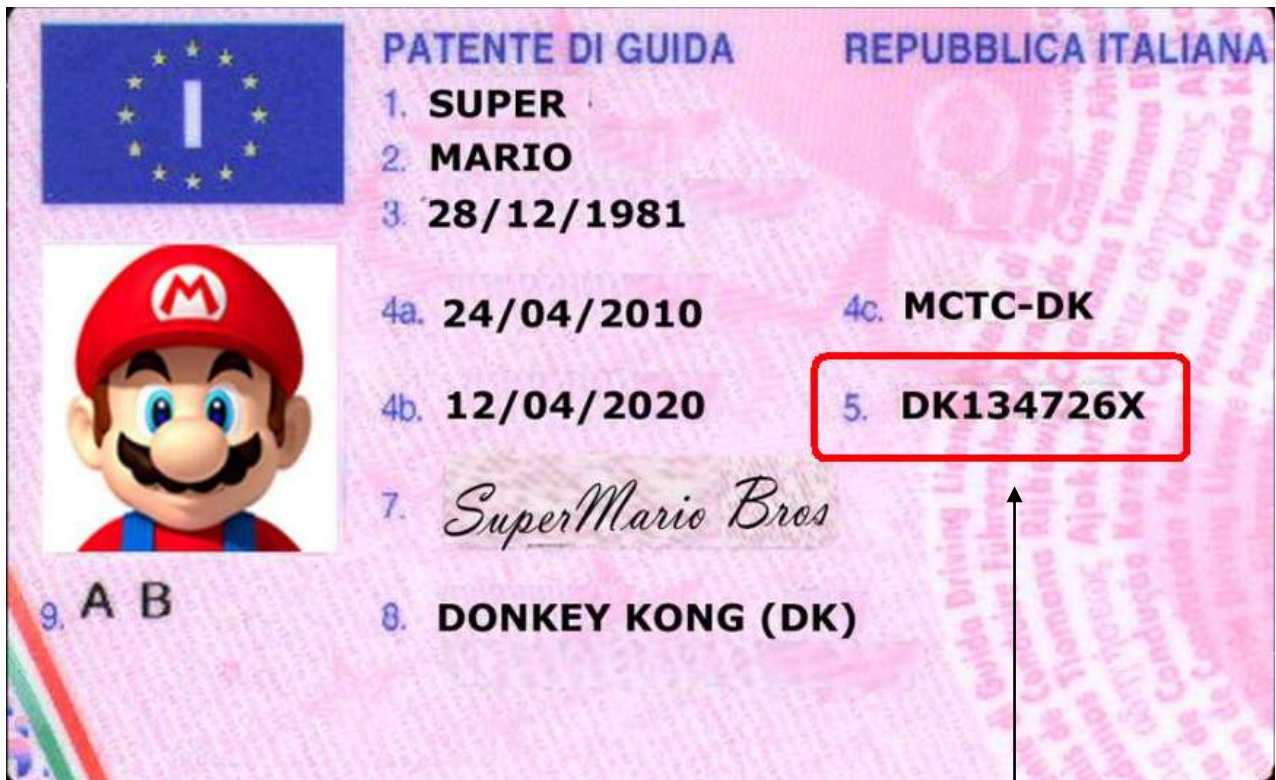 I
PATENTE DI GUIDA REPUBBLICA ITALIANA
1. SUPER
2. MARIO
3. 28/12/1981
M
4a. 24/04/2010 4c. MCTC-DK
4b. 12/04/2020 5. DK134726X
7. SuperMario Bros
9. A B
8. DONKEY KONG (DK)